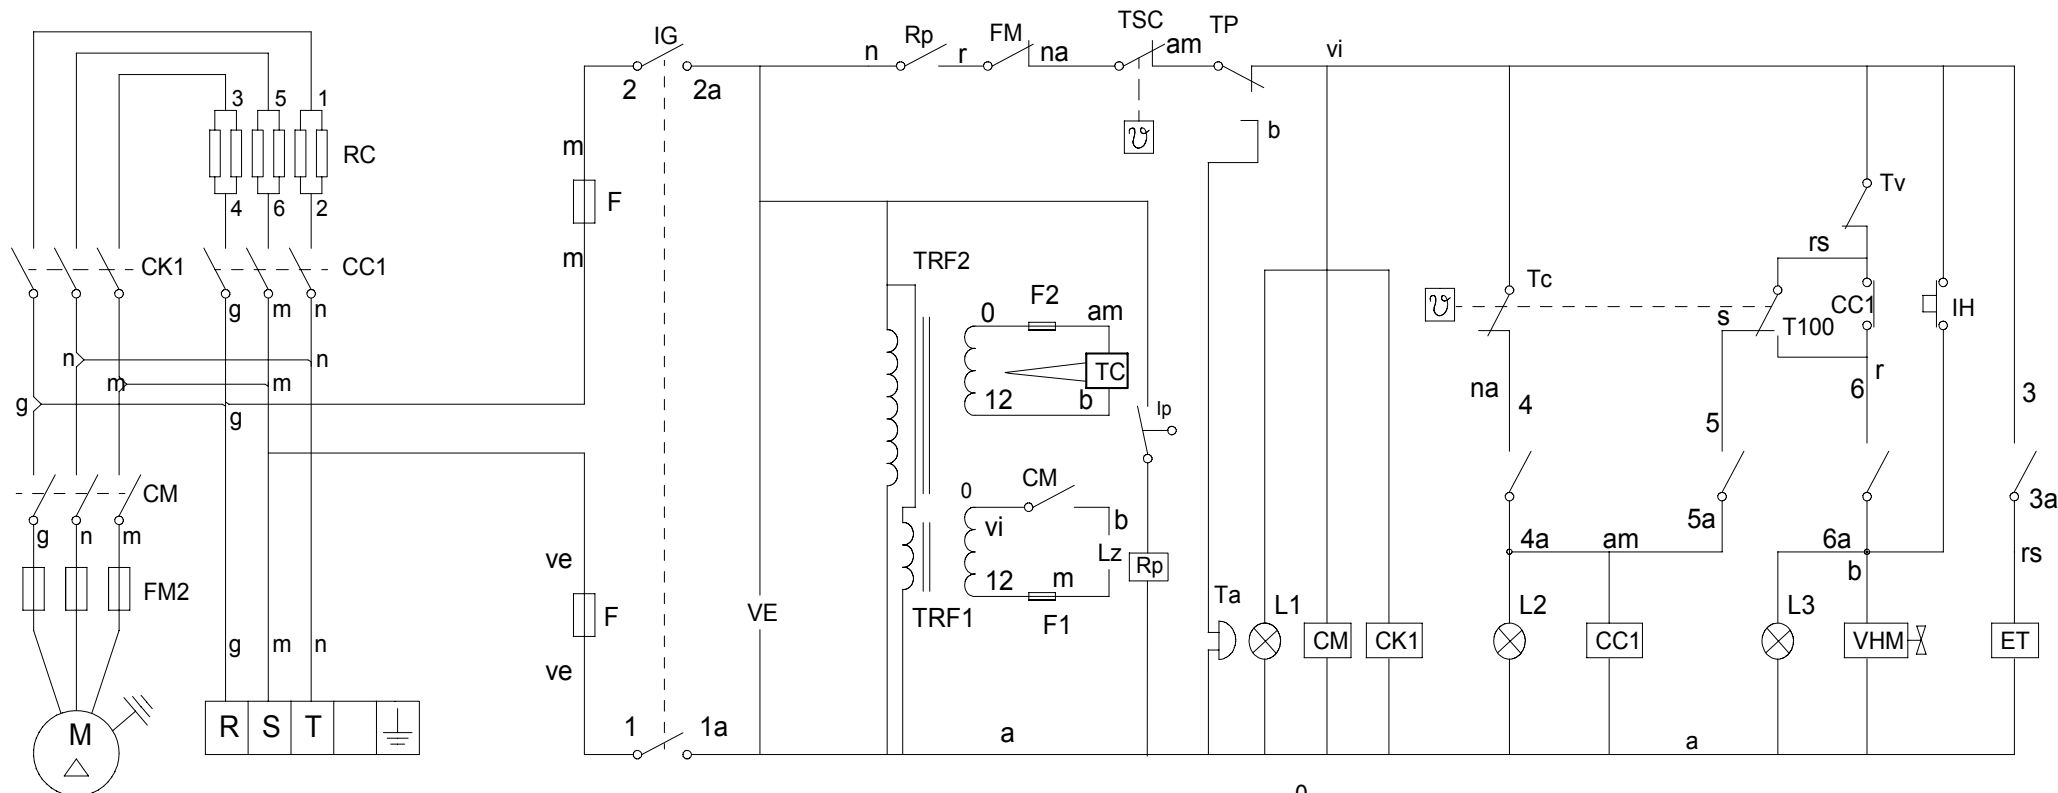 IG
Rp
FM
TSC
TP
n
r
na
am
vi
2
2a
3
5
1
RC
4
6
2
m
F
m
b
Tv
rs
CK1
CC1
TRF2
Tc
F2
0
am
g
m
n
s
T100
CC1
IH
n
n
TC
m
m
r
na
4
6
3
g
g
12
b
Ip
5
CM
CM
0
vi
b
3a
g
n
m
5a
4a
am
6a
ve
Lz
Rp
b
rs
FM2
12
m
F
VE
TRF1
F1
Ta
L1
L2
L3
CM
CK1
CC1
VHM
ET
g
m
n
ve
M
R
S
T
1
1a
a
a
0